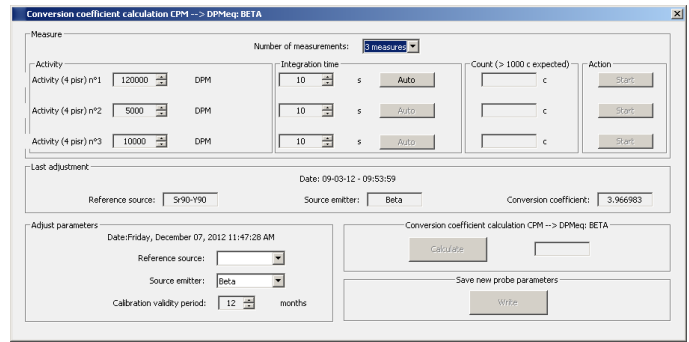 Conversion coefficient calculation CPM --> DPMeq: BETA
Measure
Number of measurements: 3 measures
Activity
Integration time
Count (> 1000 c expected)
Action
Activity (4 pisr) n°1 120000 DPM 10 s Auto c Start
Activity (4 pisr) n°2 5000 DPM 10 s Auto c Start
Activity (4 pisr) n°3 10000 DPM 10 s Auto c Start
Last adjustment
Date: 09-03-12 - 09:53:59
Reference source: Sr90-Y90 Source emitter: Beta Conversion coefficient: 3.966983
Adjust parameters
Date:Friday, December 07, 2012 11:47:28 AM
Reference source:
Source emitter: Beta
Calibration validity period: 12 months
Conversion coefficient calculation CPM --> DPMeq: BETA
Calculate
Save new probe parameters
Write